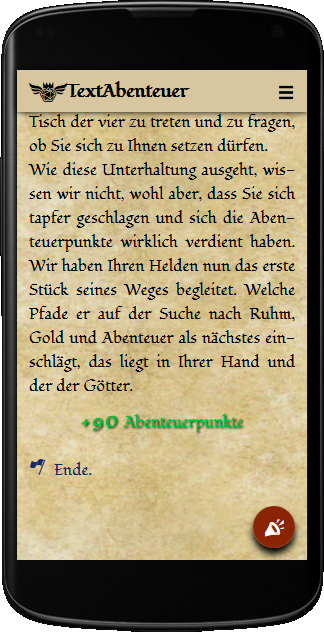 TextAbenteuer
Tisch der vier zu treten und zu fragen,
ob Sie sich zu Ihnen setzen dürfen.
Wie diese Unterhaltung ausgeht, wis-
sen wir nicht, wohl aber, dass Sie sich
tapfer geschlagen und sich die Aben-
teuerpunkte wirklich verdient haben.
Wir haben Ihren Helden nun das erste
Stück seines Weges begleitet. Welche
Pfade er auf der Suche nach Ruhm,
Gold und Abenteuer als nächstes ein-
schlägt, das liegt in Ihrer Hand und
der der Götter.
+90 Abenteuerpunkte
Ende.